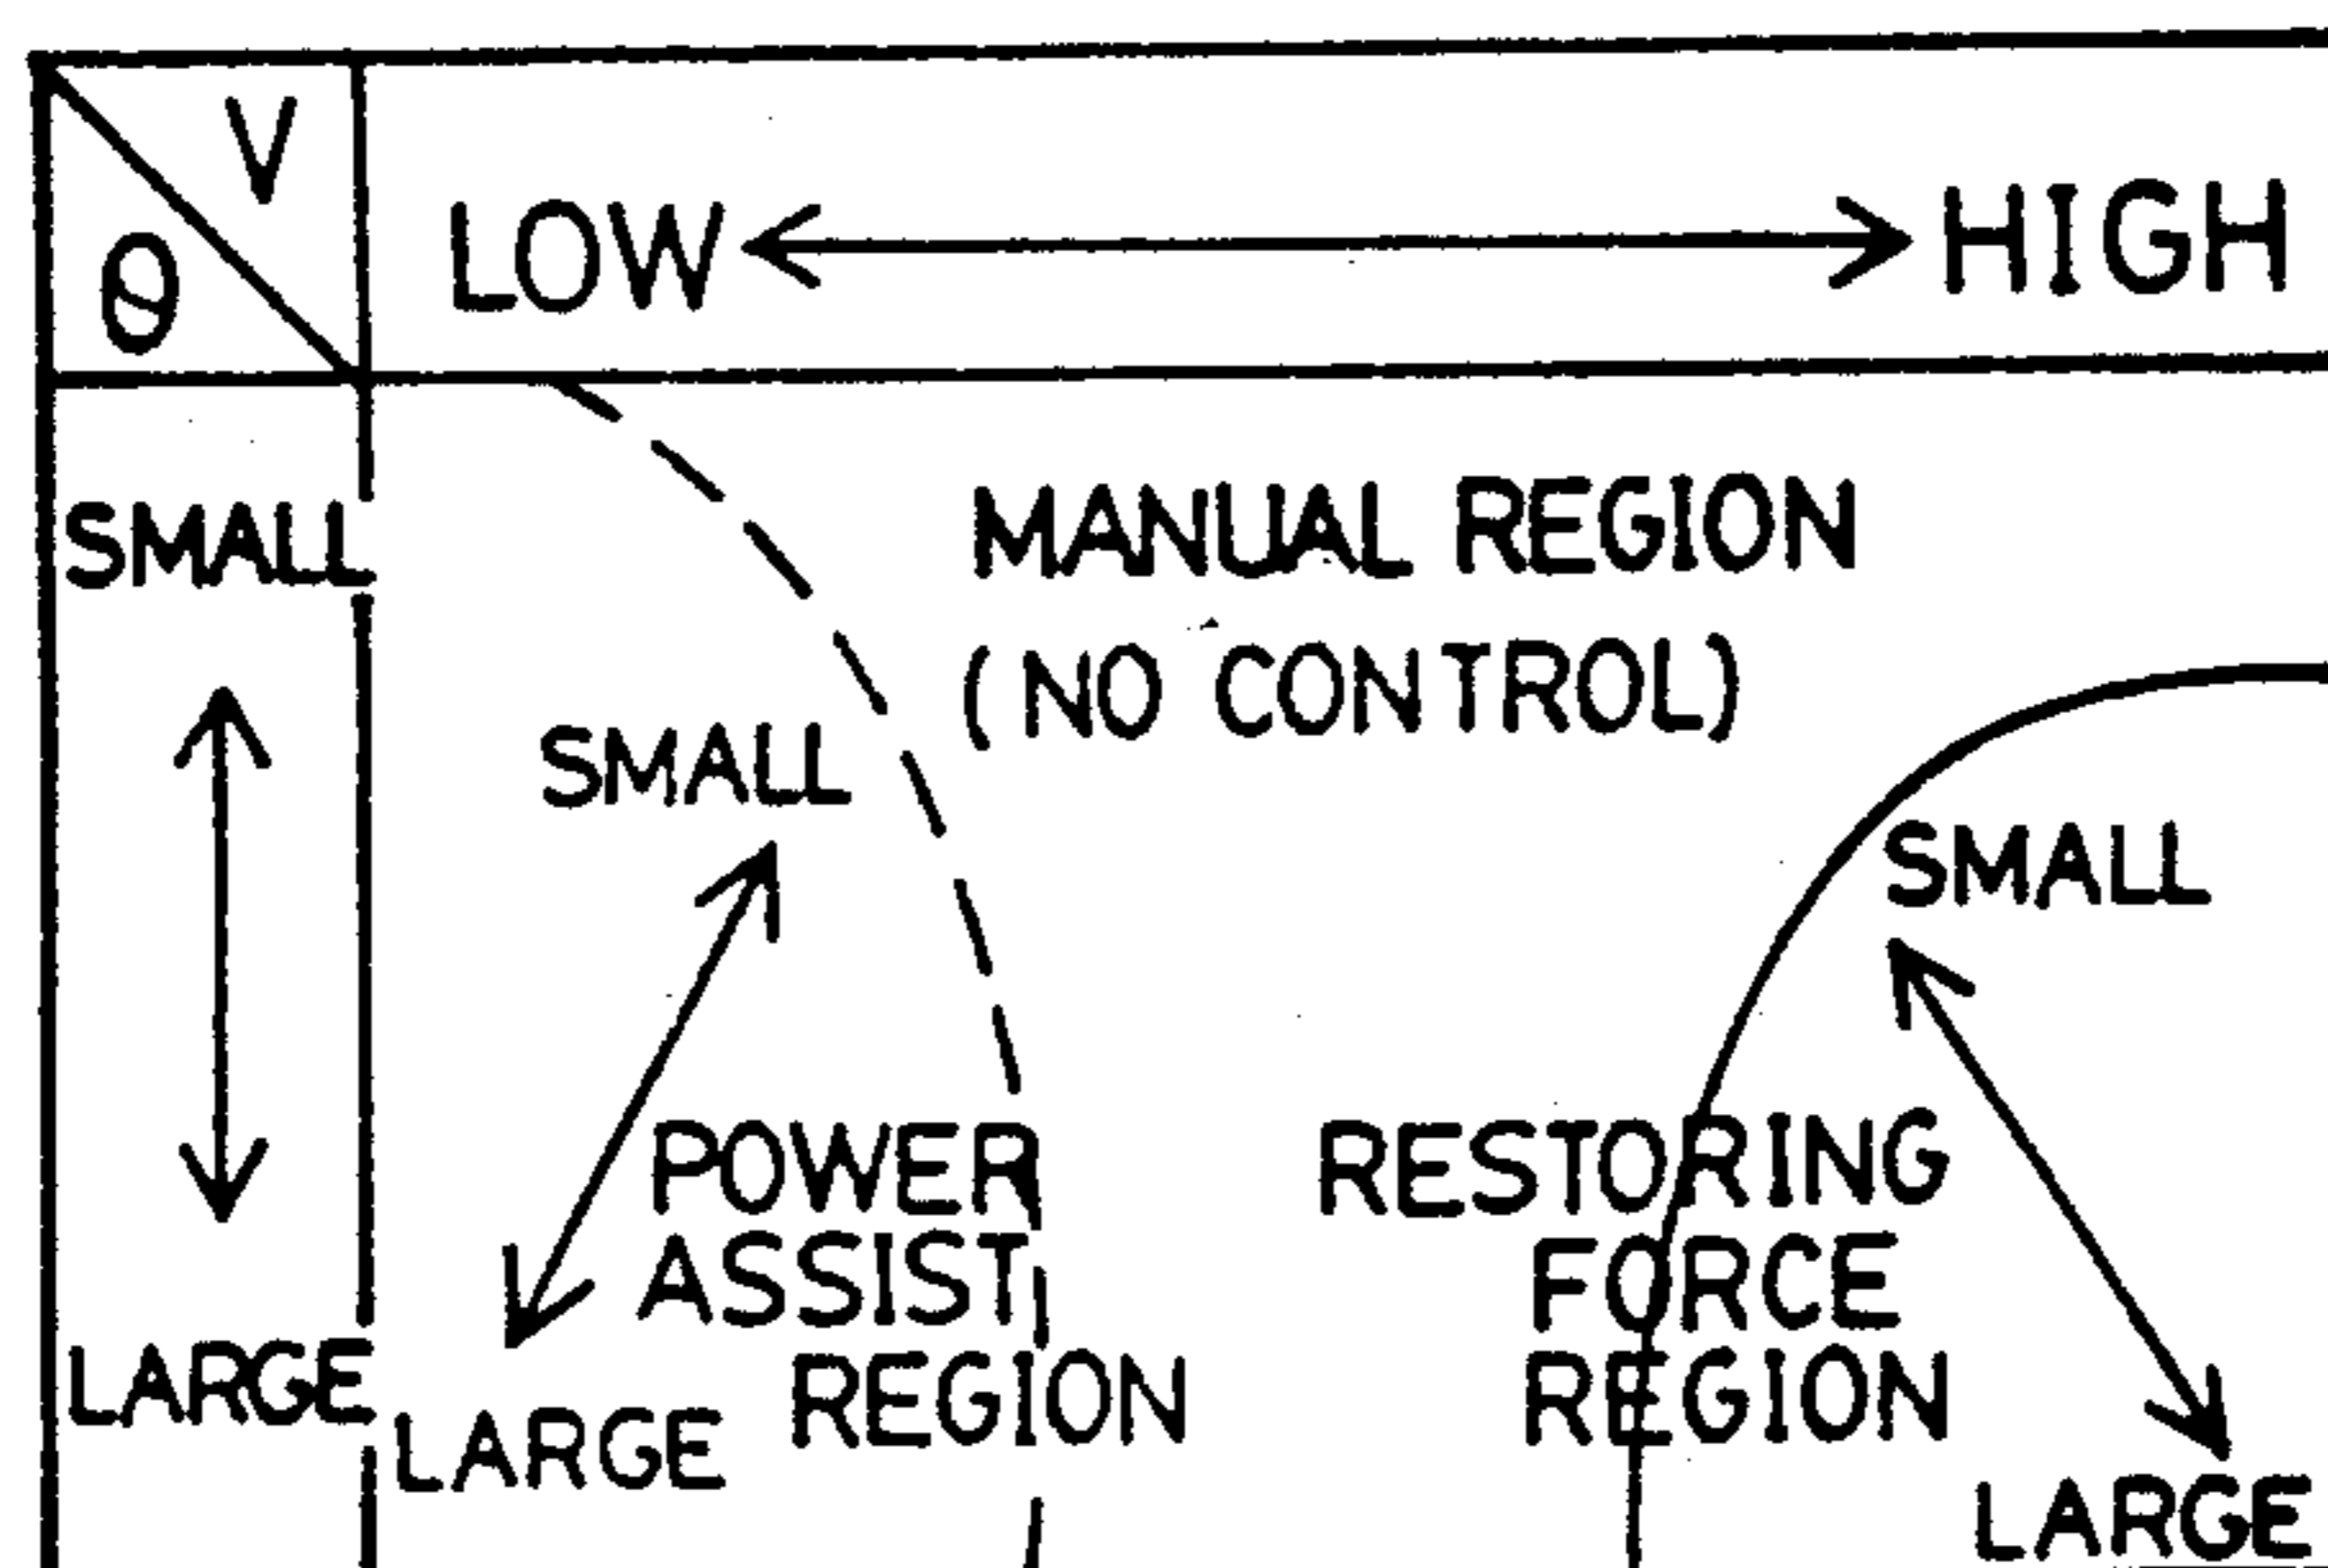 V
θ
LOW
HIGH
SMALL
LARGE
MANUAL REGION
(NO CONTROL)
SMALL
POWER
ASSIST
REGION
LARGE
SMALL
RESTORING
FORCE
REGION
LARGE